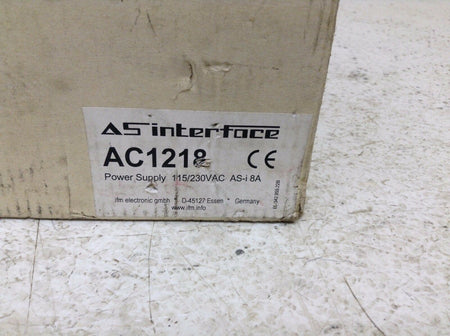 AS interface
AC1218 CE
Power Supply 115/230VAC AS-i 8A
ifm electronic gmbh * D-45127 Essen * Germany
www.ifm.info